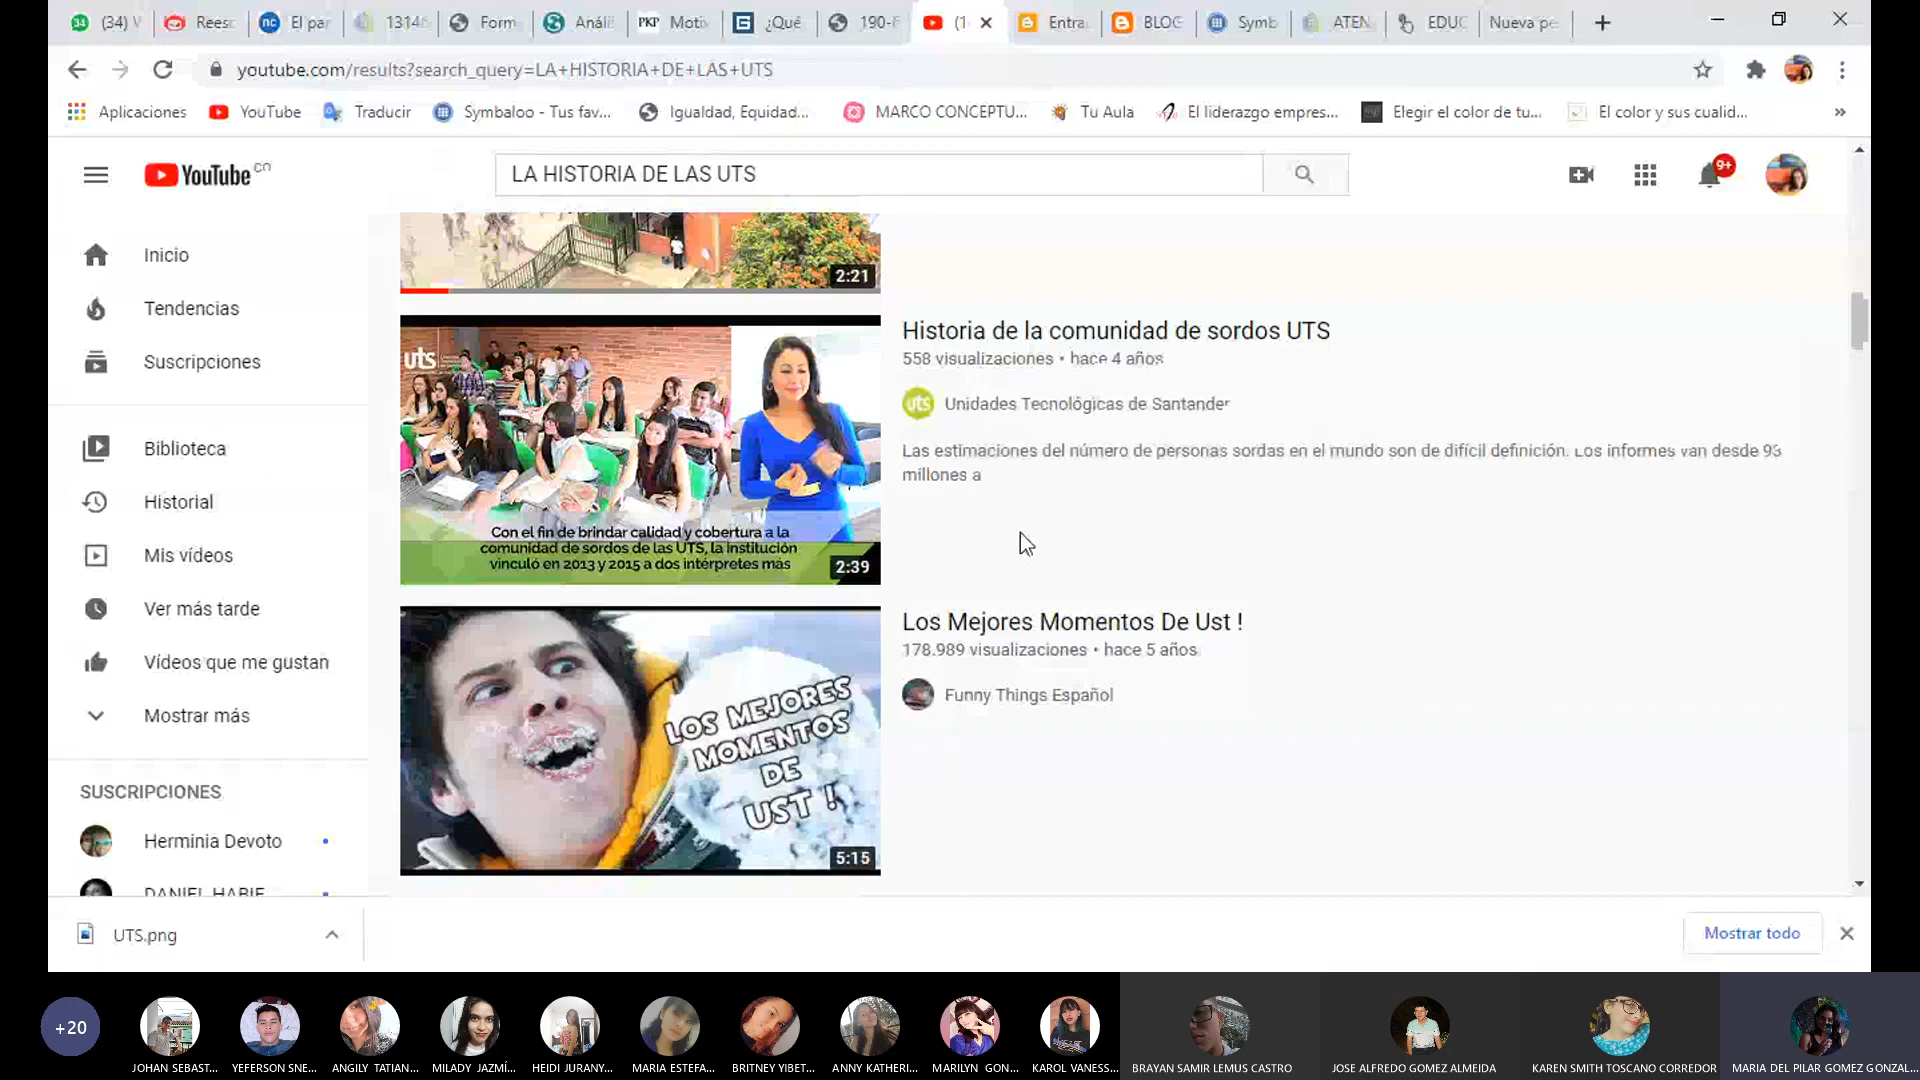 (34) W
Reesc
El par
1314
Form
Anális
PKP Motiv
¿Qué
190-6
(1
Entra
BLOG
Symb
ATEN
EDUC
Nueva pe
youtube.com/results?search_query=LA+HISTORIA+DE+LAS+UTS
Aplicaciones
YouTube
Traducir
Symbaloo - Tus fav...
Igualdad, Equidad...
MARCO CONCEPTU...
Tu Aula
El liderazgo empres...
Elegir el color de tu...
El color y sus cualid...
»
YouTube CO
LA HISTORIA DE LAS UTS
9+
Inicio
Tendencias
Suscripciones
Biblioteca
Historial
Mis vídeos
Ver más tarde
Vídeos que me gustan
Mostrar más
SUSCRIPCIONES
Hermínia Devoto
DANIEL HABIF
2:21
uts
Con el fin de brindar calidad y cobertura a la
comunidad de sordos de las UTS, la institución
vinculó en 2013 y 2015 a dos intérpretes más
2:39
Historia de la comunidad de sordos UTS
558 visualizaciones • hace 4 años
uts Unidades Tecnológicas de Santander
Las estimaciones del número de personas sordas en el mundo son de difícil definición. Los informes van desde 93
millones a
LOS MEJORES
MOMENTOS
DE
UST !
5:15
Los Mejores Momentos De Ust !
178.989 visualizaciones • hace 5 años
Funny Things Español
UTS.png
Mostrar todo
+20
JOHAN SEBAST...
YEFERSON SNE...
ANGILY TATIAN...
MILADY JAZMÍ...
HEIDI JURANY...
MARIA ESTEFA...
BRITNEY YIBET...
ANNY KATHERI...
MARILYN GON...
KAROL VANESS...
BRAYAN SAMIR LEMUS CASTRO
JOSE ALFREDO GOMEZ ALMEIDA
KAREN SMITH TOSCANO CORREDOR
MARIA DEL PILAR GOMEZ GONZAL...